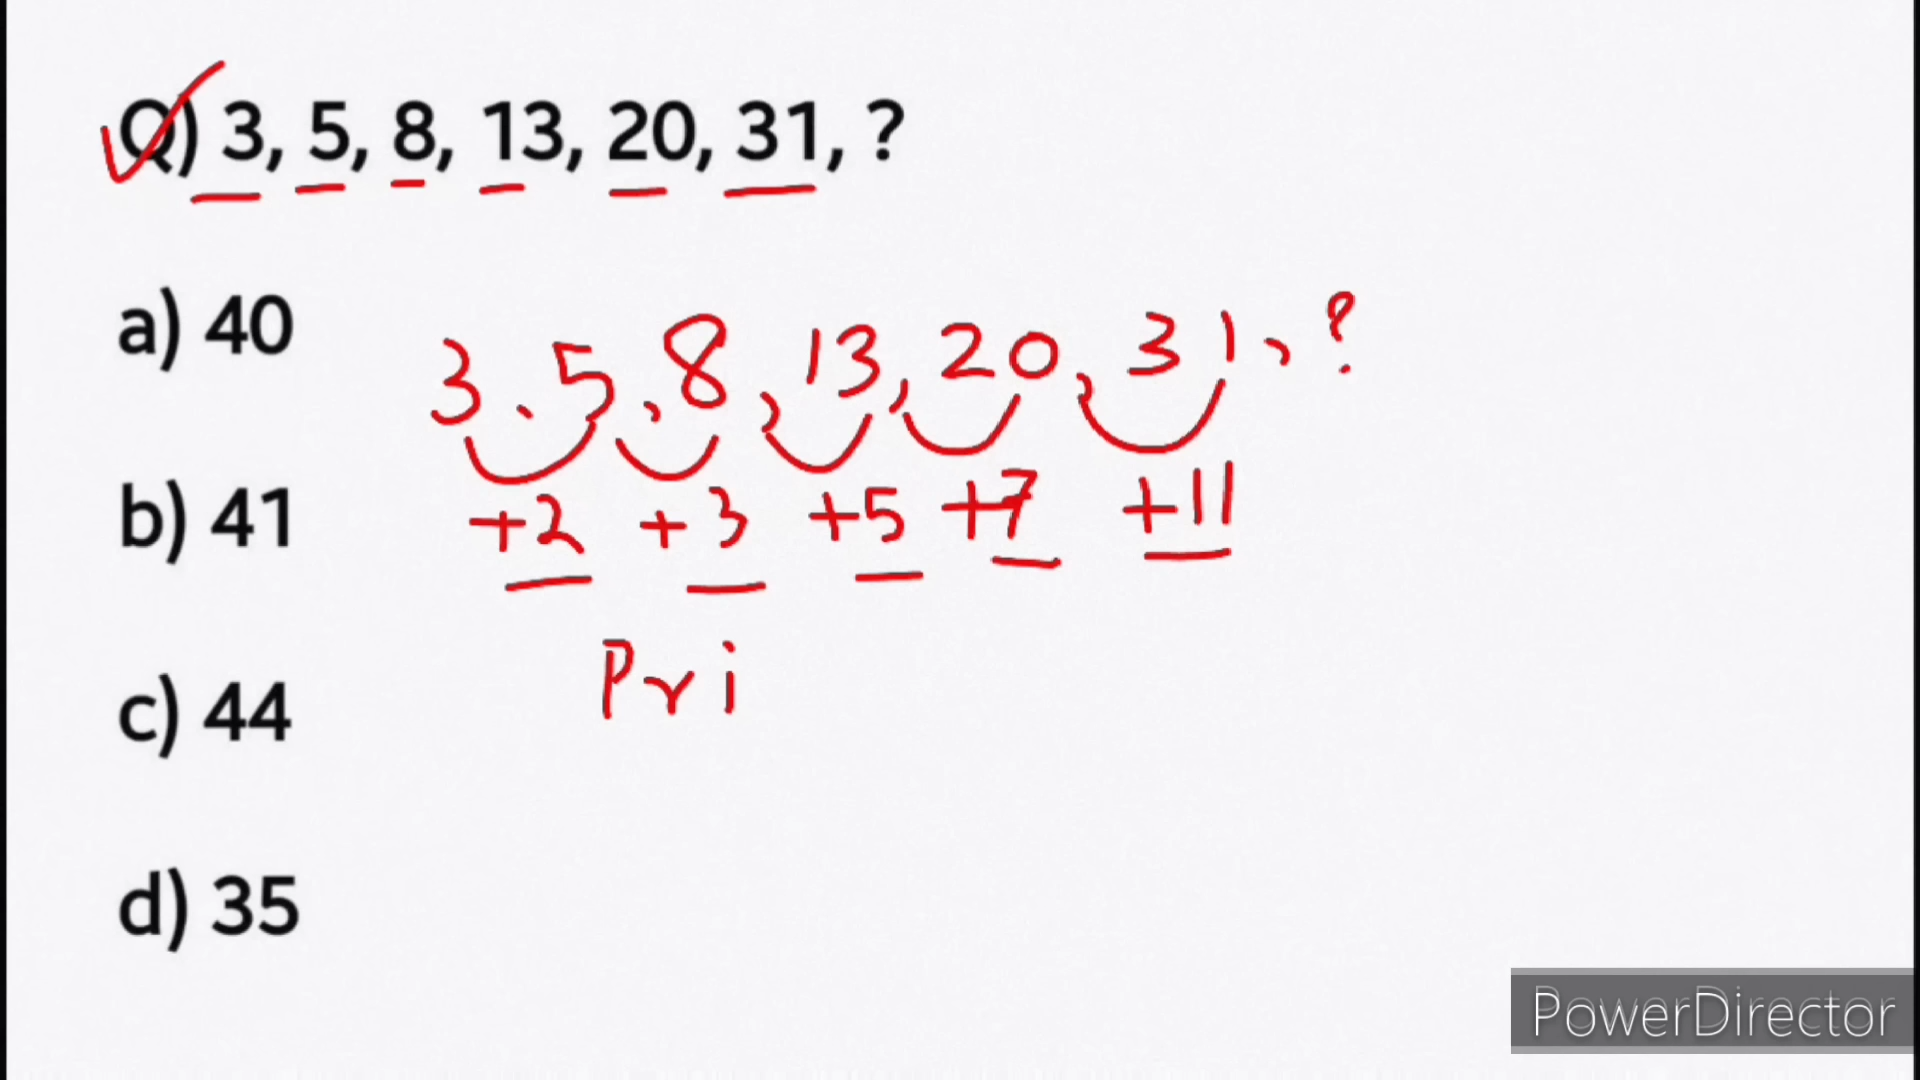 Q) 3, 5, 8, 13, 20, 31, ?
a) 40
3, 5, 8, 13, 20, 31, ?
b) 41
+2 +3 +5 +7 +11
Pri
c) 44
d) 35
PowerDirector